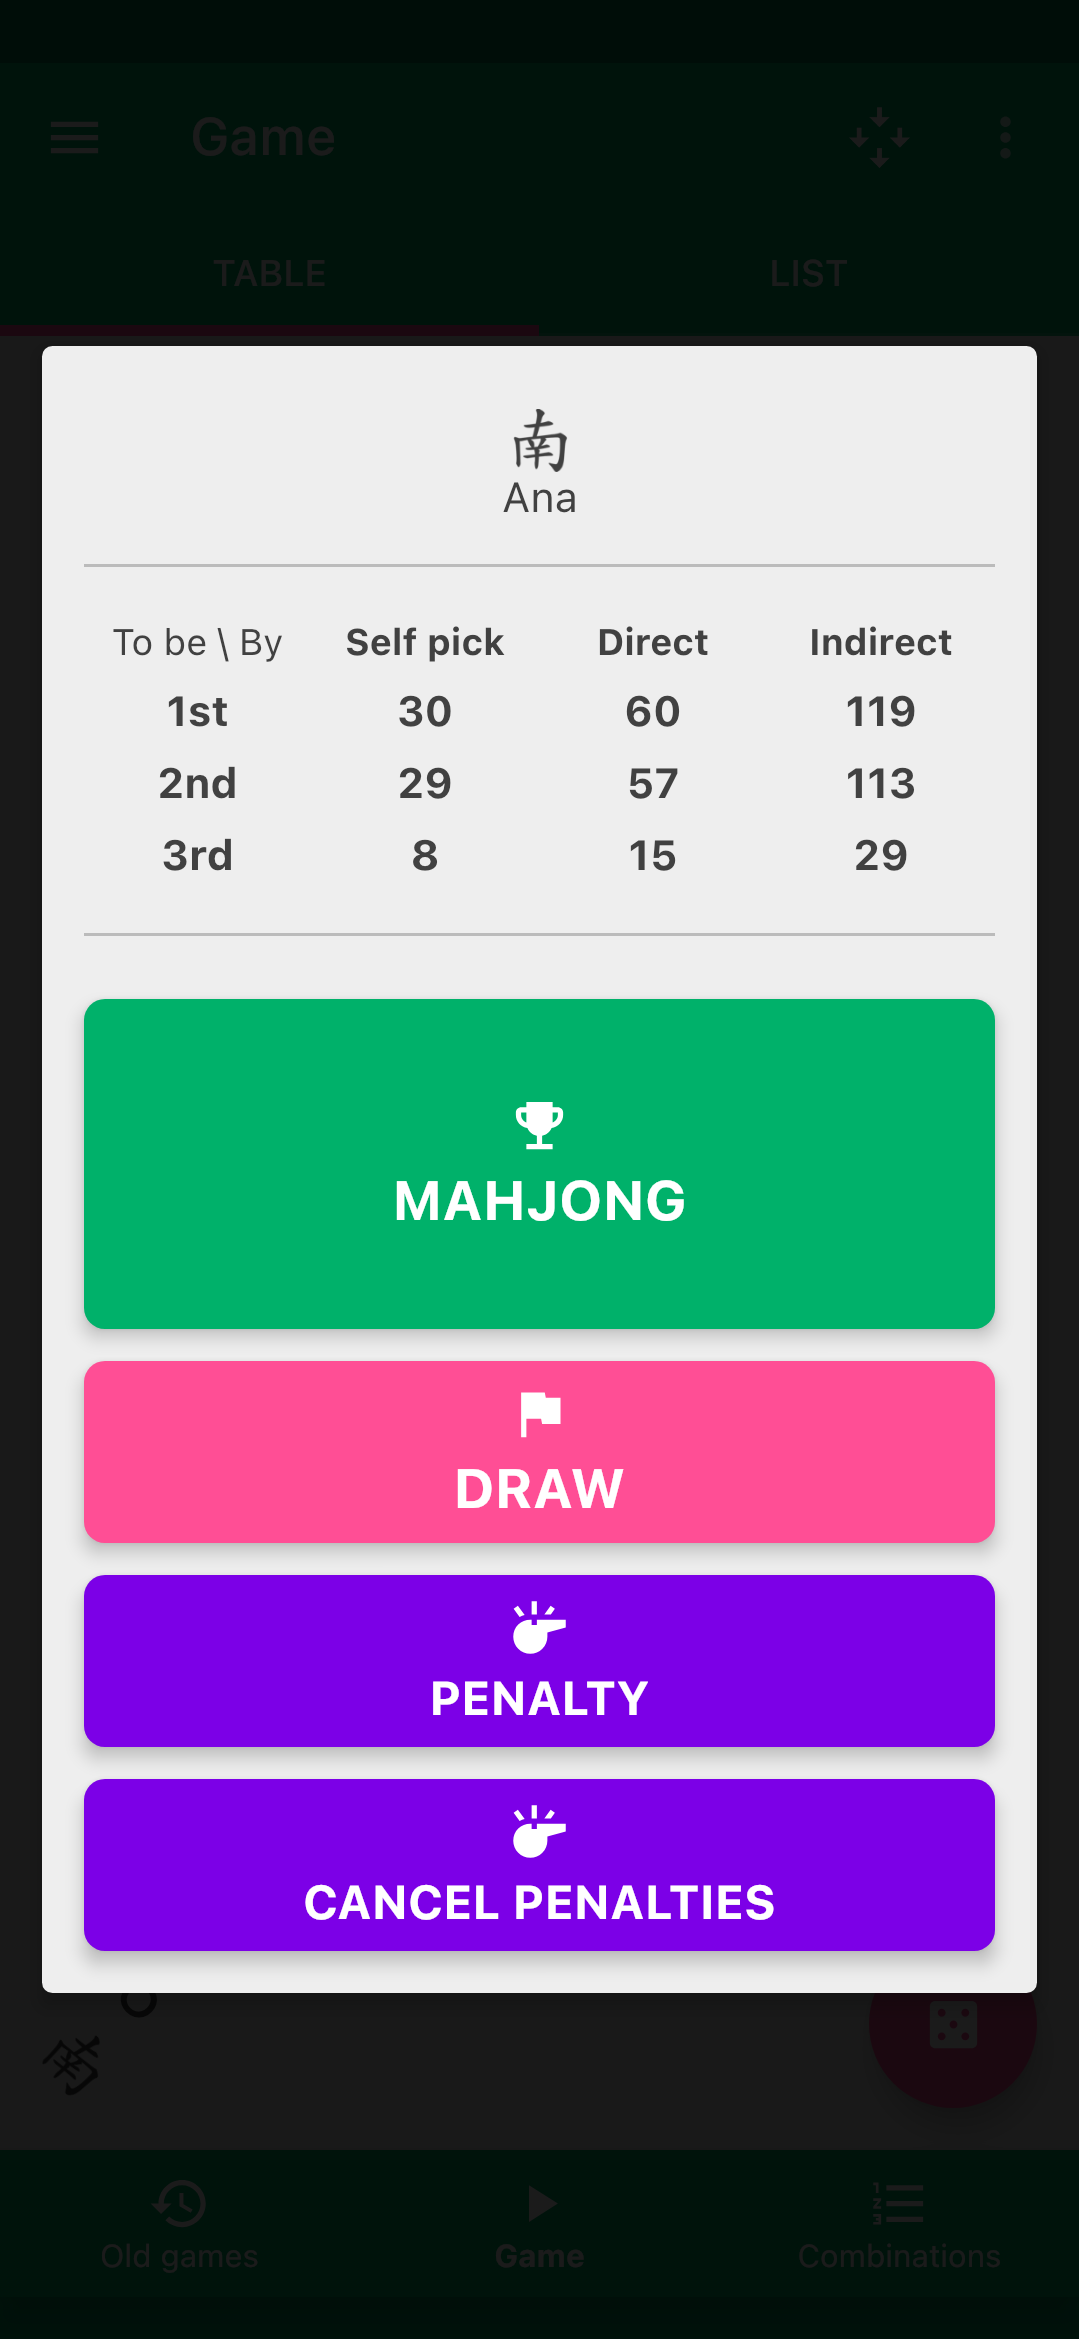 Game
TABLE LIST
南
Ana
To be \ By Self pick Direct Indirect
1st 30 60 119
2nd 29 57 113
3rd 8 15 29
MAHJONG
DRAW
PENALTY
CANCEL PENALTIES
南
Old games Game Combinations